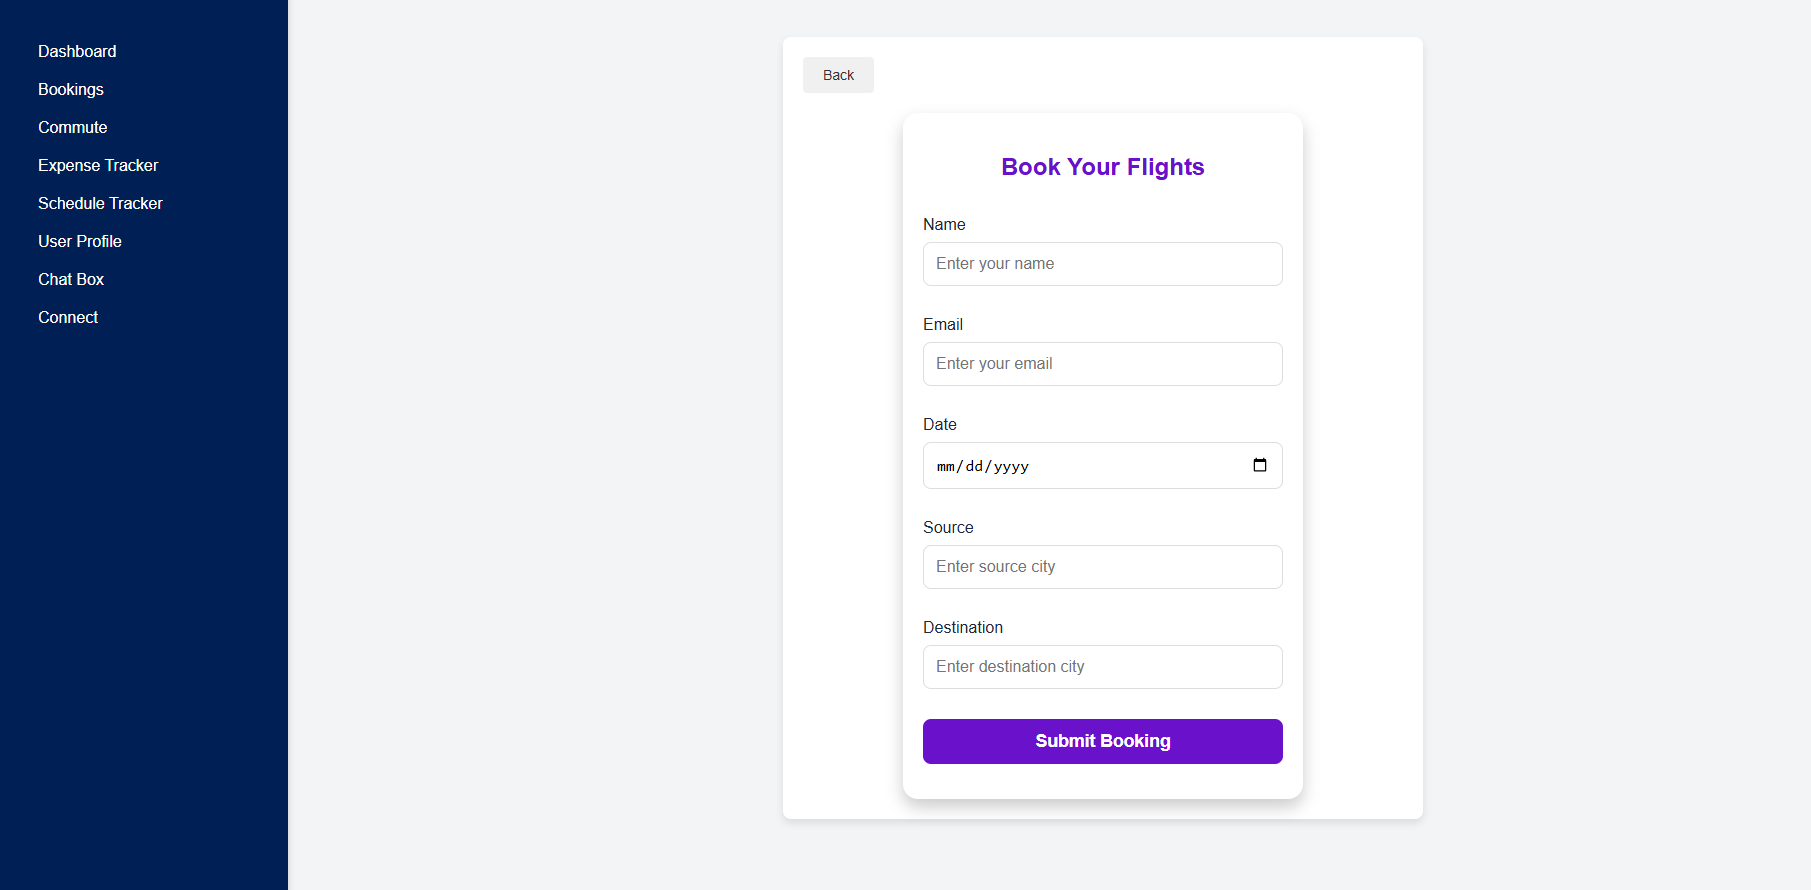 Dashboard
Bookings
Commute
Expense Tracker
Schedule Tracker
User Profile
Chat Box
Connect
Back
Book Your Flights
Name
Enter your name
Email
Enter your email
Date
mm/dd/yyyy
Source
Enter source city
Destination
Enter destination city
Submit Booking